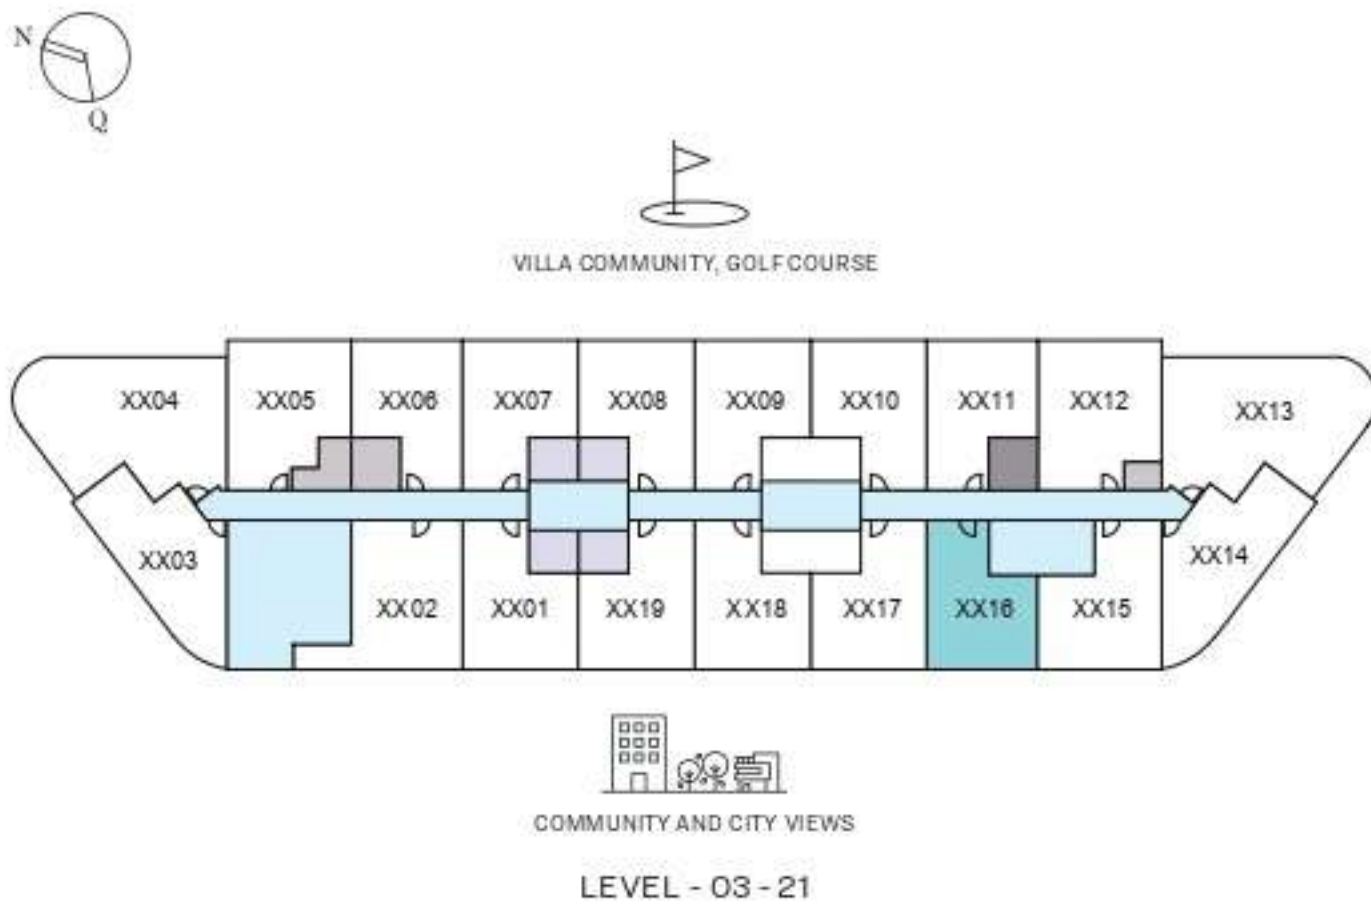 N
Q
VILLA COMMUNITY, GOLF COURSE
XX04 XX05 XX06 XX07 XX08 XX09 XX10 XX11 XX12 XX13
XX03 XX02 XX01 XX19 XX18 XX17 XX16 XX15 XX14
COMMUNITY AND CITY VIEWS
LEVEL - 03 - 21